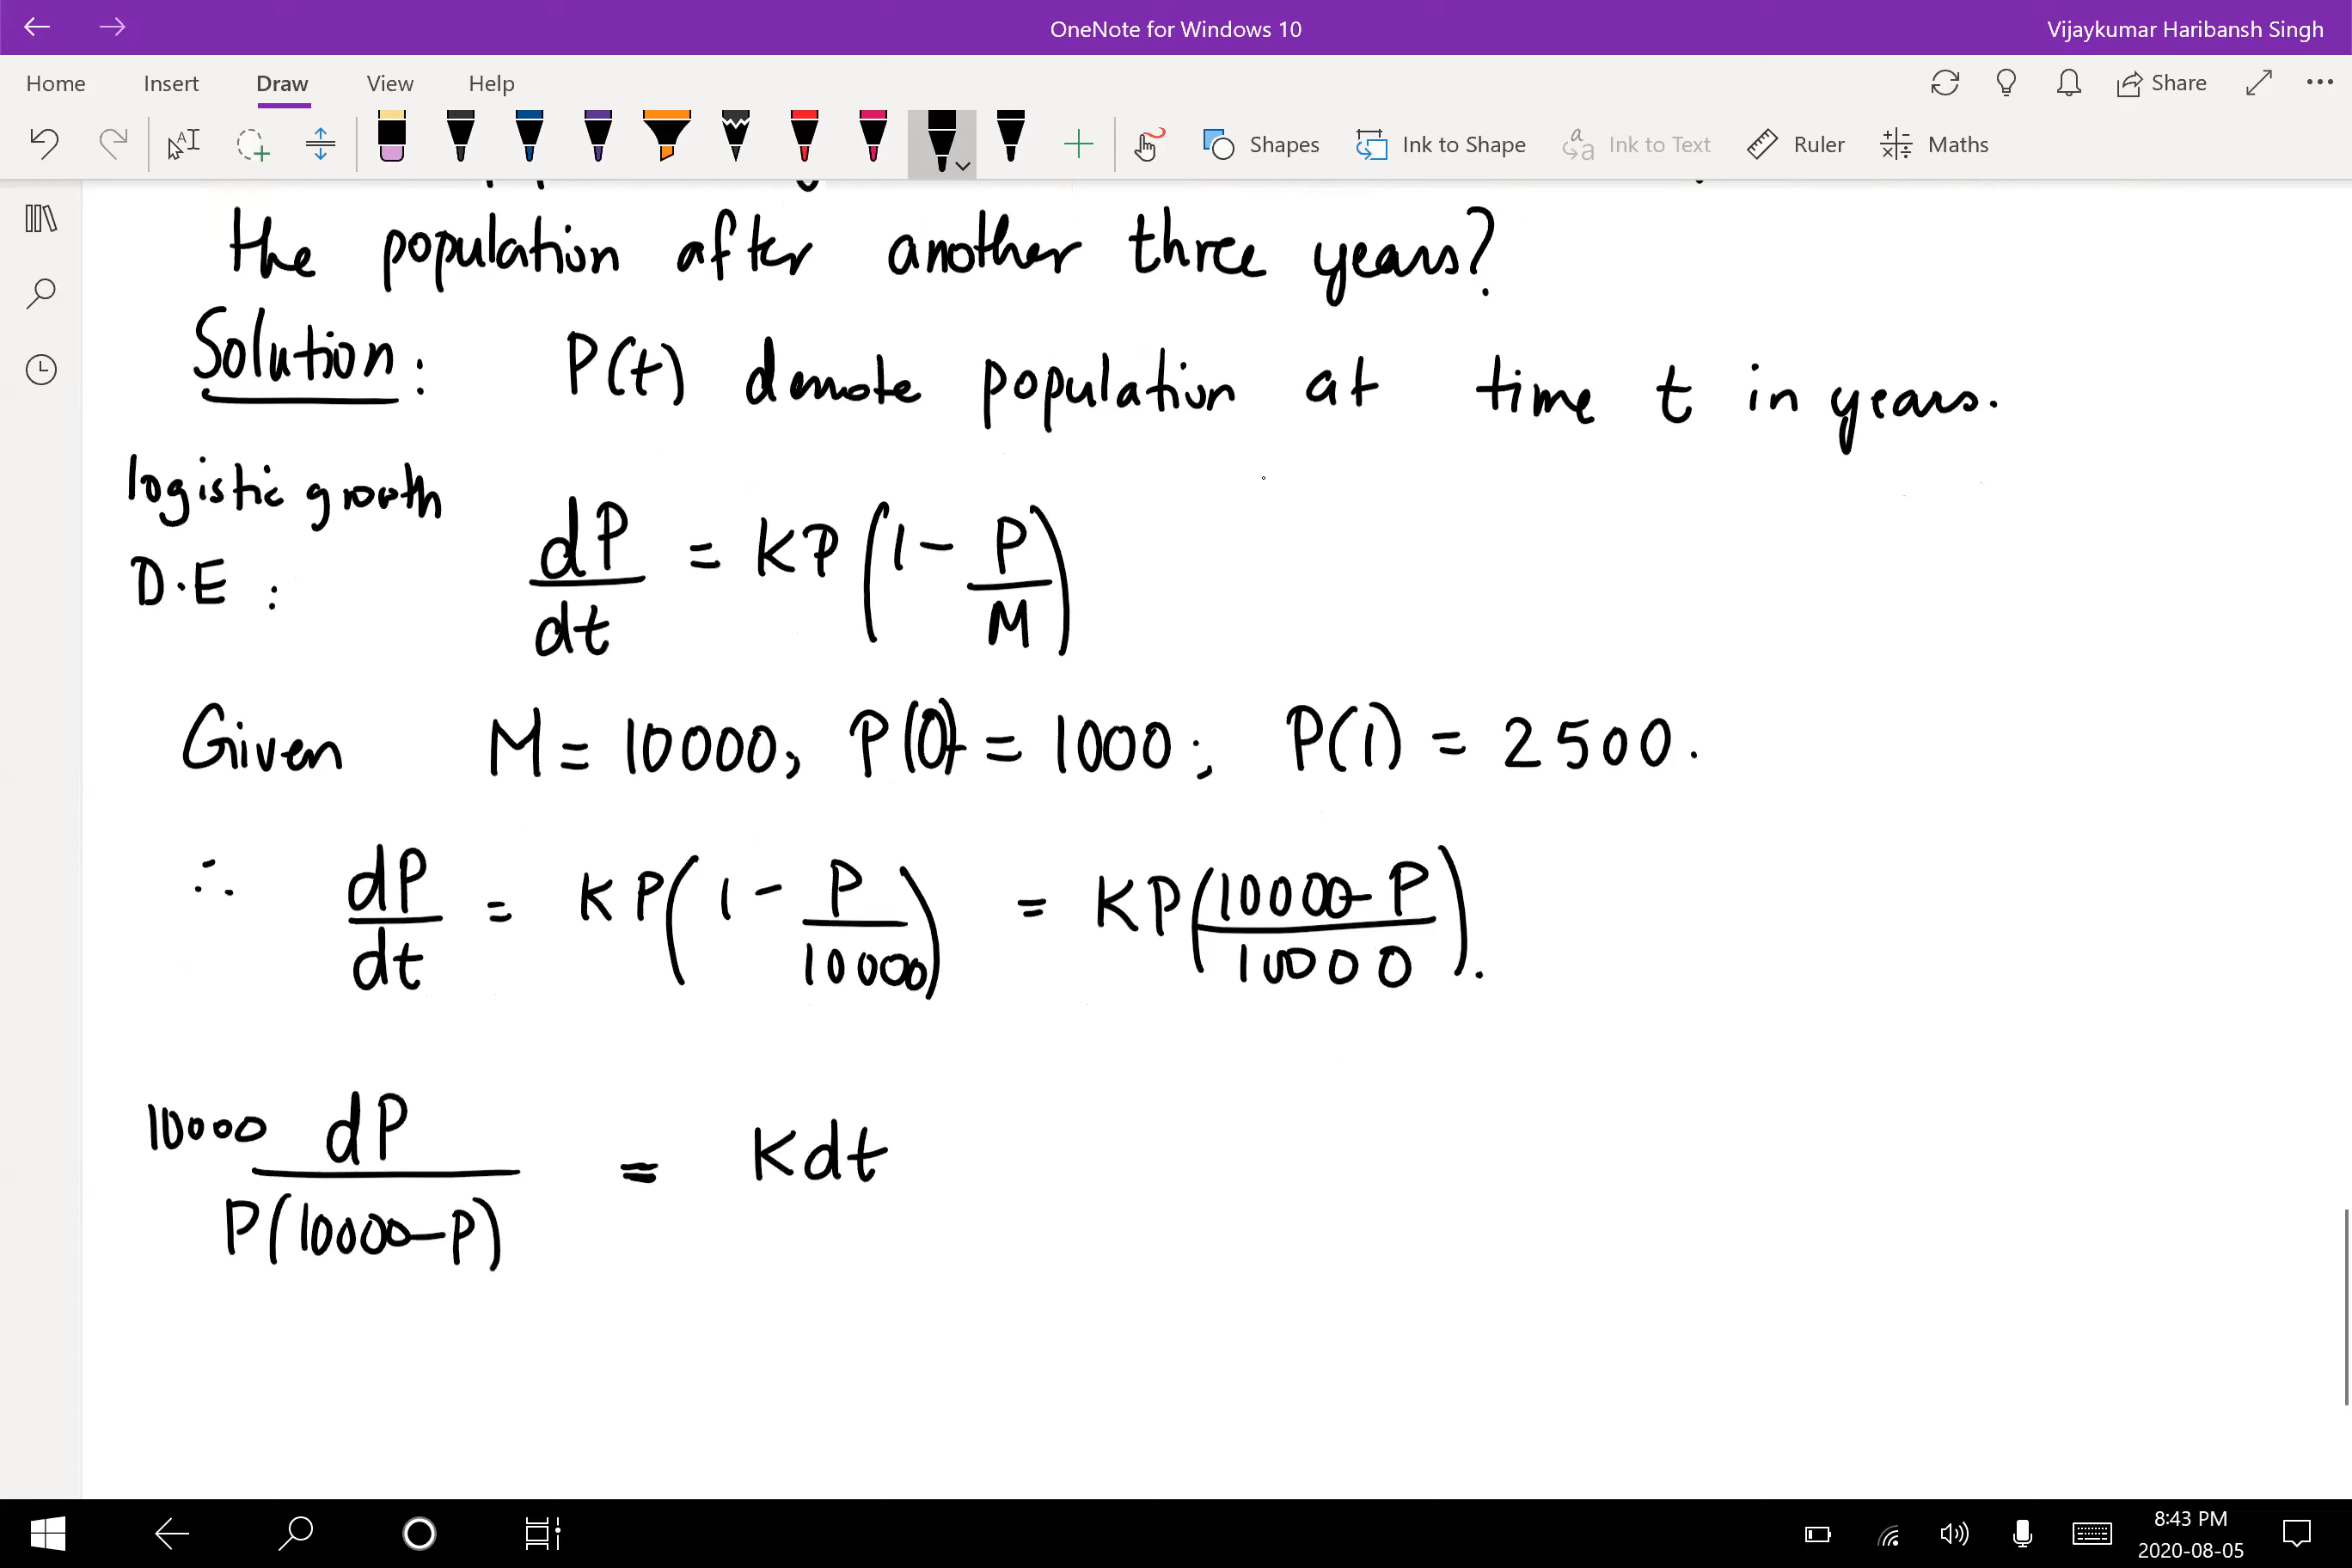 OneNote for Windows 10
Vijaykumar Haribansh Singh
Home Insert Draw View Help
Share
Shapes Ink to Shape Ink to Text Ruler Maths
the population after another three years?
Solution: P(t) denote population at time t in years.
logistic growth
D.E : dP/dt = KP(1 - P/M)
Given M = 10000, P(0) = 1000; P(1) = 2500.
∴ dP/dt = KP(1 - P/10000) = KP((10000-P)/10000).
10000 dP/(P(10000-P)) = Kdt
8:43 PM
2020-08-05